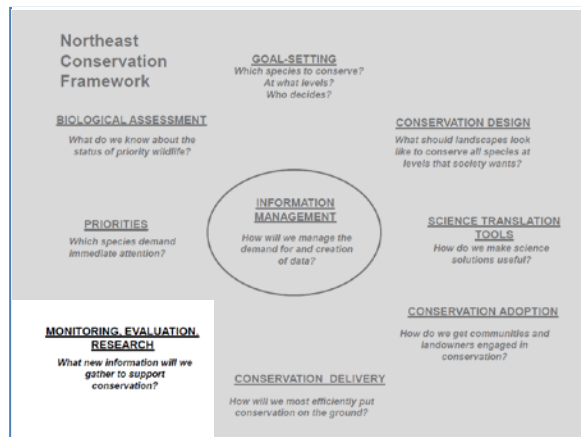 Northeast
Conservation
Framework
GOAL-SETTING
Which species to conserve?
At what levels?
Who decides?
BIOLOGICAL ASSESSMENT
What do we know about the
status of priority wildlife?
CONSERVATION DESIGN
What should landscapes look
like to conserve all species at
levels that society wants?
INFORMATION
MANAGEMENT
How will we manage the
demand for and creation
of data?
PRIORITIES
Which species demand
immediate attention?
SCIENCE TRANSLATION
TOOLS
How do we make science
solutions useful?
MONITORING, EVALUATION,
RESEARCH
What new information will we
gather to support
conservation?
CONSERVATION ADOPTION
How do we get communities and
landowners engaged in
conservation?
CONSERVATION DELIVERY
How will we most efficiently put
conservation on the ground?